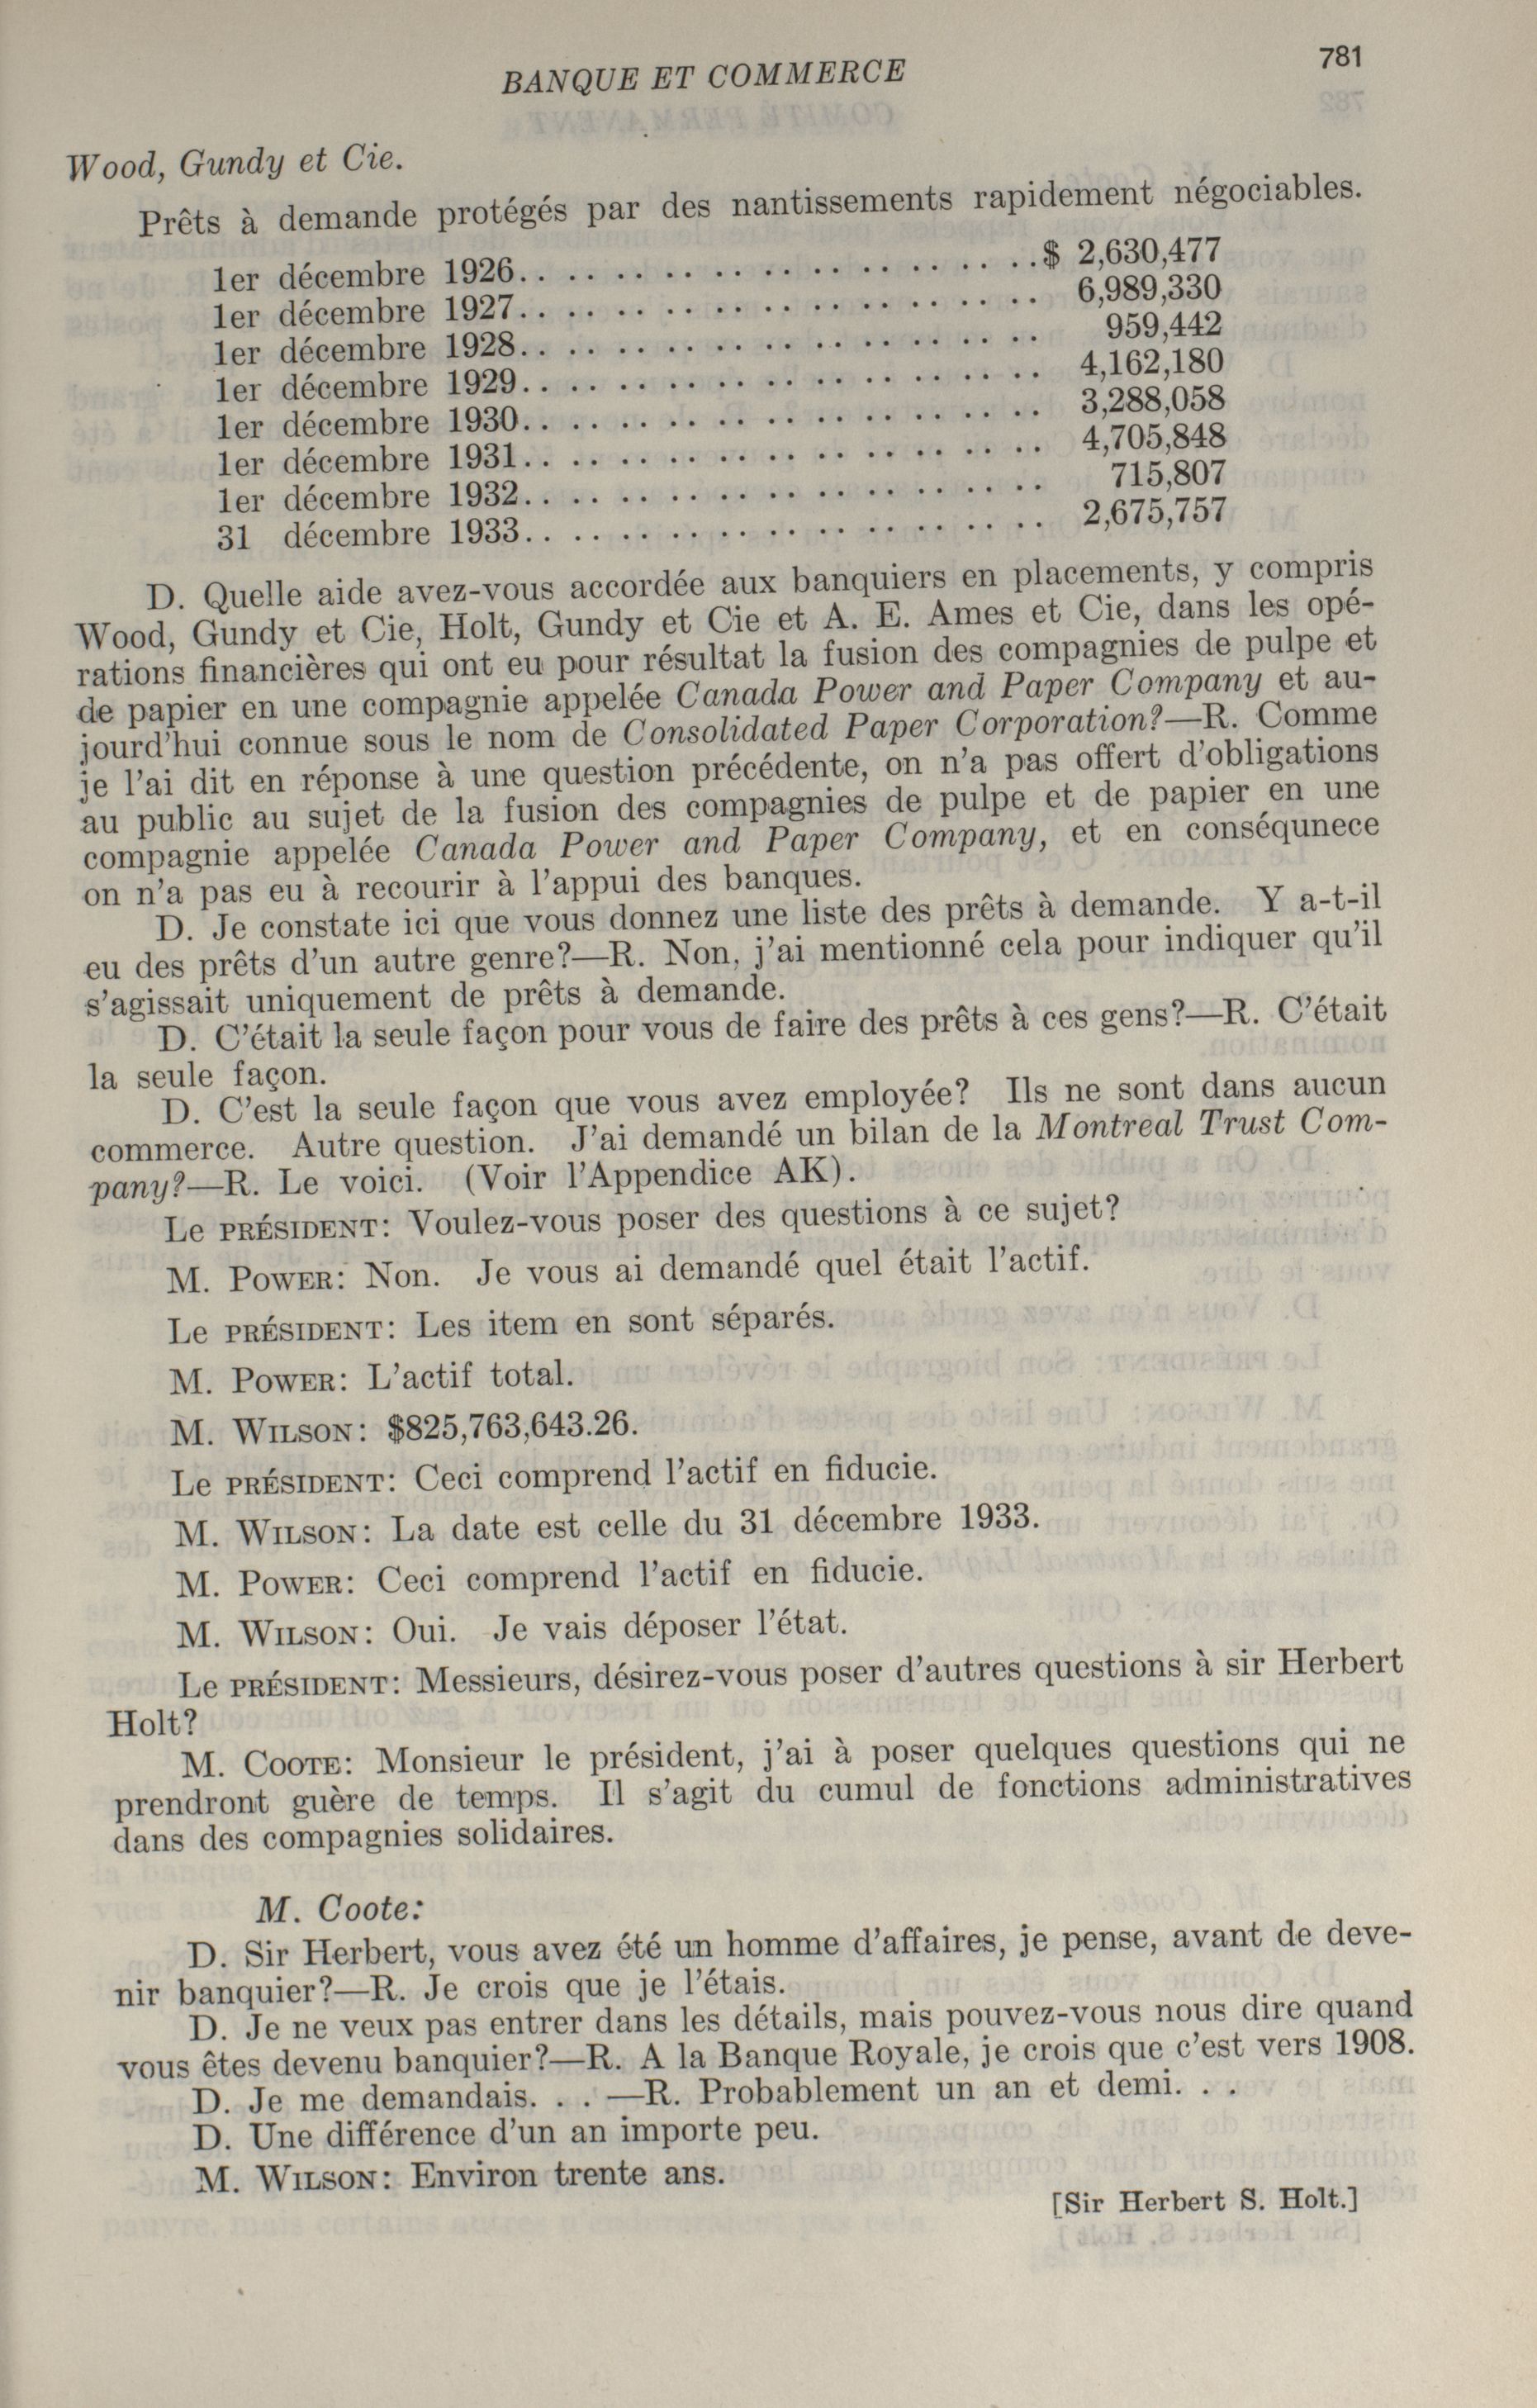 BANQUE ET COMMERCE
781
Wood, Gundy et Cie.
Prêts à demande protégés par des nantissements rapidement négociables.
1er décembre 1926. . . . . . . . . . . . . . . . . . . . . . $ 2,630,477
1er décembre 1927. . . . . . . . . . . . . . . . . . . . . . 6,989,330
1er décembre 1928. . . . . . . . . . . . . . . . . . . . . . 959,442
1er décembre 1929. . . . . . . . . . . . . . . . . . . . . . 4,162,180
1er décembre 1930. . . . . . . . . . . . . . . . . . . . . . 3,288,058
1er décembre 1931. . . . . . . . . . . . . . . . . . . . . . 4,705,848
1er décembre 1932. . . . . . . . . . . . . . . . . . . . . . 715,807
31 décembre 1933. . . . . . . . . . . . . . . . . . . . . . 2,675,757
D. Quelle aide avez-vous accordée aux banquiers en placements, y compris
Wood, Gundy et Cie, Holt, Gundy et Cie et A. E. Ames et Cie, dans les opé-
rations financières qui ont eu pour résultat la fusion des compagnies de pulpe et
de papier en une compagnie appelée Canada Power and Paper Company et au-
jourd'hui connue sous le nom de Consolidated Paper Corporation?—R. Comme
je l'ai dit en réponse à une question précédente, on n'a pas offert d'obligations
au public au sujet de la fusion des compagnies de pulpe et de papier en une
compagnie appelée Canada Power and Paper Company, et en conséqunece
on n'a pas eu à recourir à l'appui des banques.
D. Je constate ici que vous donnez une liste des prêts à demande. Y a-t-il
eu des prêts d'un autre genre?—R. Non, j'ai mentionné cela pour indiquer qu'il
s'agissait uniquement de prêts à demande.
D. C'était la seule façon pour vous de faire des prêts à ces gens?—R. C'était
la seule façon.
D. C'est la seule façon que vous avez employée? Ils ne sont dans aucun
commerce. Autre question. J'ai demandé un bilan de la Montreal Trust Com-
pany?—R. Le voici. (Voir l'Appendice AK).
Le PRÉSIDENT: Voulez-vous poser des questions à ce sujet?
M. POWER: Non. Je vous ai demandé quel était l'actif.
Le PRÉSIDENT: Les item en sont séparés.
M. POWER: L'actif total.
M. WILSON: $825,763,643.26.
Le PRÉSIDENT: Ceci comprend l'actif en fiducie.
M. WILSON: La date est celle du 31 décembre 1933.
M. POWER: Ceci comprend l'actif en fiducie.
M. WILSON: Oui. Je vais déposer l'état.
Le PRÉSIDENT: Messieurs, désirez-vous poser d'autres questions à sir Herbert
Holt?
M. COOTE: Monsieur le président, j'ai à poser quelques questions qui ne
prendront guère de temps. Il s'agit du cumul de fonctions administratives
dans des compagnies solidaires.
M. Coote:
D. Sir Herbert, vous avez été un homme d'affaires, je pense, avant de deve-
nir banquier?—R. Je crois que je l'étais.
D. Je ne veux pas entrer dans les détails, mais pouvez-vous nous dire quand
vous êtes devenu banquier?—R. A la Banque Royale, je crois que c'est vers 1908.
D. Je me demandais. . . —R. Probablement un an et demi. . .
D. Une différence d'un an importe peu.
M. WILSON: Environ trente ans.
[Sir Herbert S. Holt.]